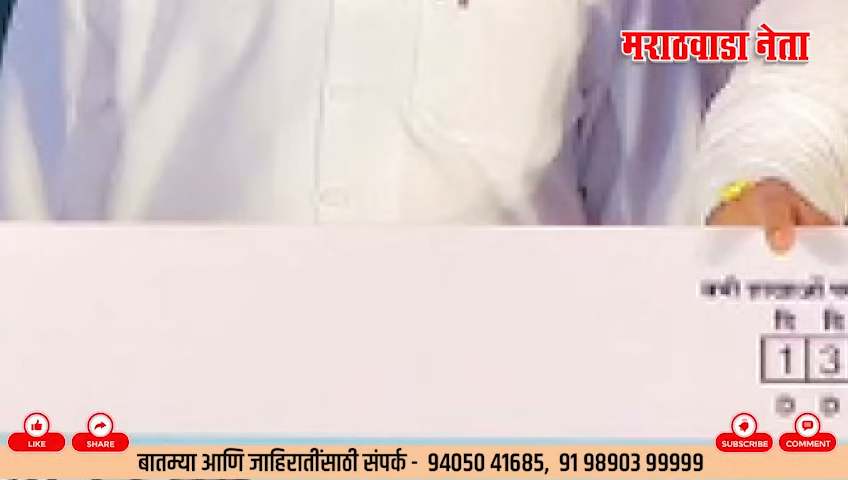 मराठवाडा नेता
दि दि
1 3
D D
LIKE SHARE SUBSCRIBE COMMENT
बातम्या आणि जाहिरातींसाठी संपर्क - 94050 41685, 91 98903 99999